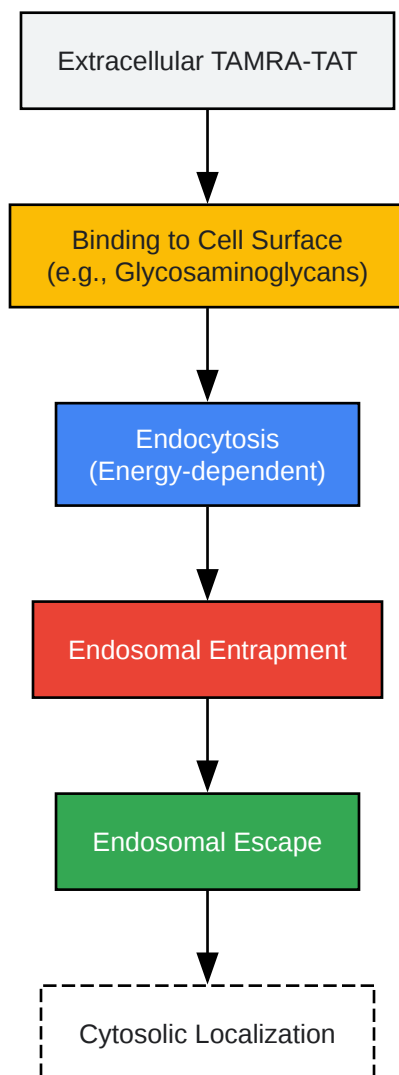 Extracellular TAMRA-TAT
Binding to Cell Surface
(e.g., Glycosaminoglycans)
Endocytosis
(Energy-dependent)
Endosomal Entrapment
Endosomal Escape
Cytosolic Localization